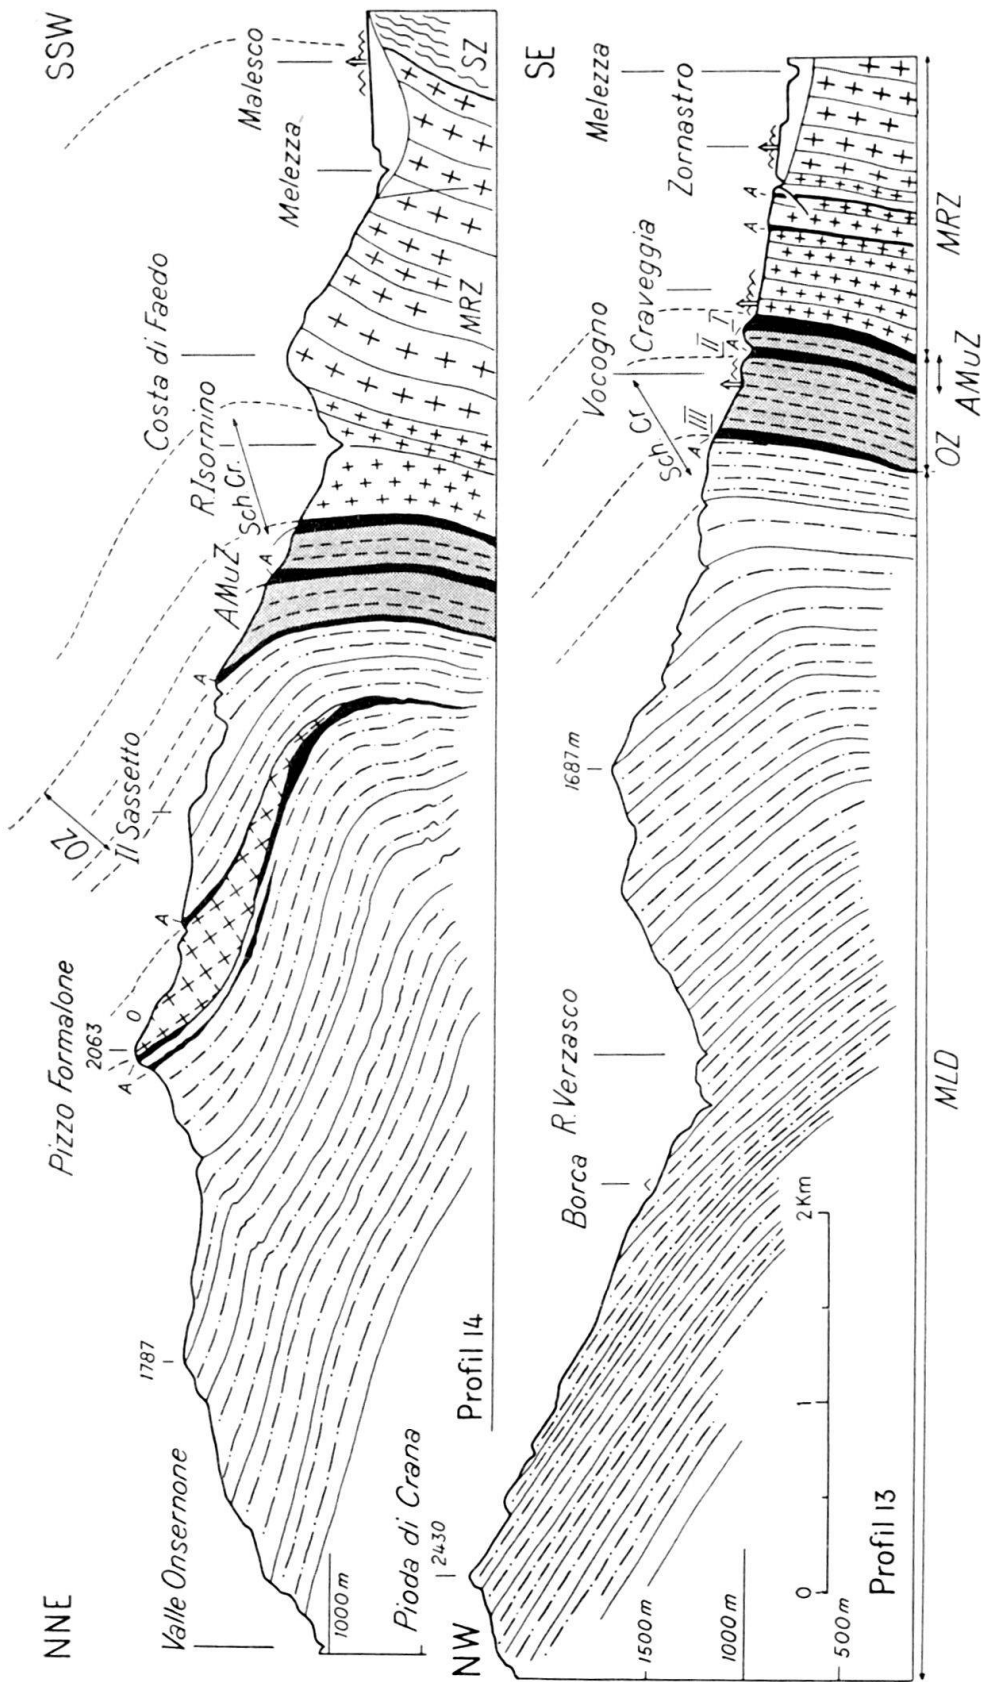 NNE
SSW
Valle Onsernone
1787
Pizzo Formalone
2063
Il Sassetto
OZ
AMuZ
R.Isornino
Sch Cr.
Costa di Faedo
Melezza
Malesco
A
O
A
A
A
A
MRZ
SZ
1000 m
Profil 14
NW
SE
Pioda di Crana
2430
Borca
R.Verzasco
1687 m
Sch Cr
Vocogno
Craveggia
Zornastro
Melezza
III
II
I
A
A
A
A
1500 m
1000 m
500 m
0
1
2 Km
Profil 13
MLD
OZ
AMuZ
MRZ